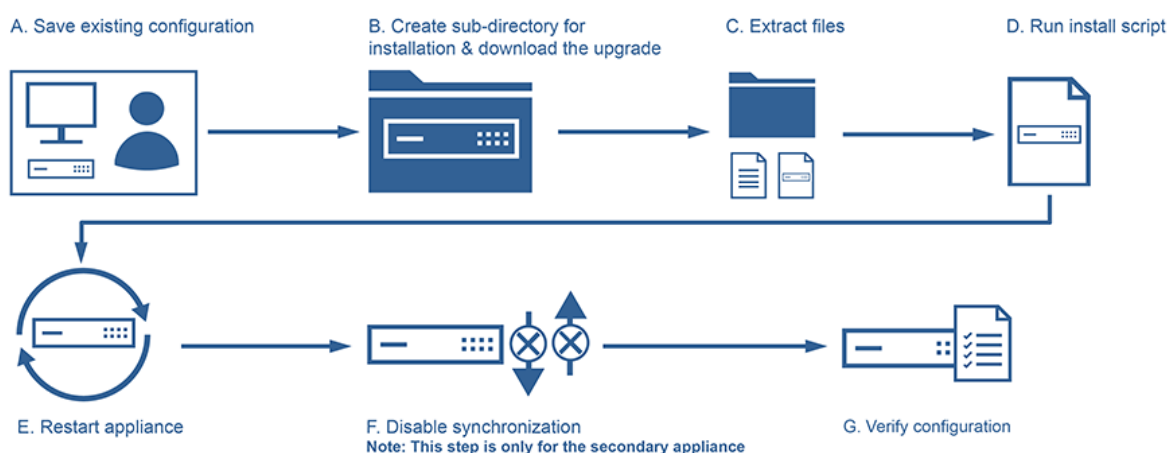 A. Save existing configuration
B. Create sub-directory for
installation & download the upgrade
C. Extract files
D. Run install script
E. Restart appliance
F. Disable synchronization
Note: This step is only for the secondary appliance
G. Verify configuration